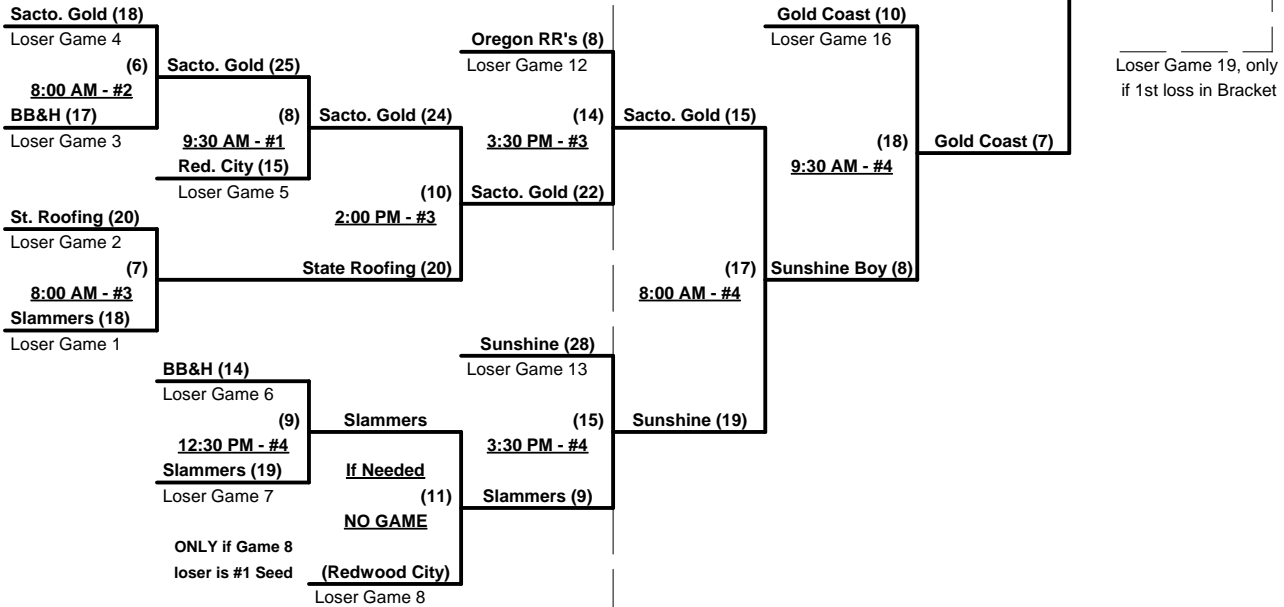 Sacto. Gold (18)
Loser Game 4
(6)
8:00 AM - #2
BB&H (17)
Loser Game 3
Sacto. Gold (25)
(8)
9:30 AM - #1
Red. City (15)
Loser Game 5
Sacto. Gold (24)
(10)
2:00 PM - #3
St. Roofing (20)
Loser Game 2
(7)
8:00 AM - #3
Slammers (18)
Loser Game 1
State Roofing (20)
Oregon RR's (8)
Loser Game 12
(14)
3:30 PM - #3
Sacto. Gold (22)
Sacto. Gold (15)
(17)
8:00 AM - #4
BB&H (14)
Loser Game 6
(9)
12:30 PM - #4
Slammers (19)
Loser Game 7
Slammers
If Needed
(11)
NO GAME
ONLY if Game 8
loser is #1 Seed
(Redwood City)
Loser Game 8
Sunshine (28)
Loser Game 13
(15)
3:30 PM - #4
Slammers (9)
Sunshine (19)
Gold Coast (10)
Loser Game 16
(18)
9:30 AM - #4
Sunshine Boy (8)
Gold Coast (7)
Loser Game 19, only
if 1st loss in Bracket